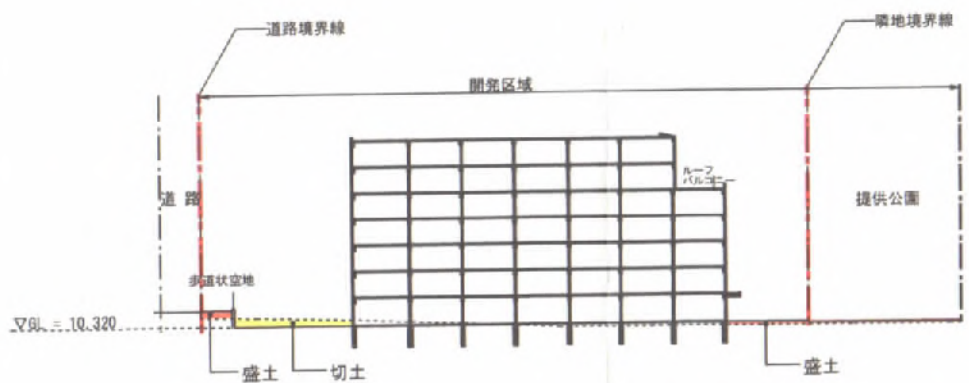 道路境界線
隣地境界線
開発区域
ルーフ
バルコニー
道路
提供公園
歩道状空地
▽GL = 10.320
盛土
切土
盛土